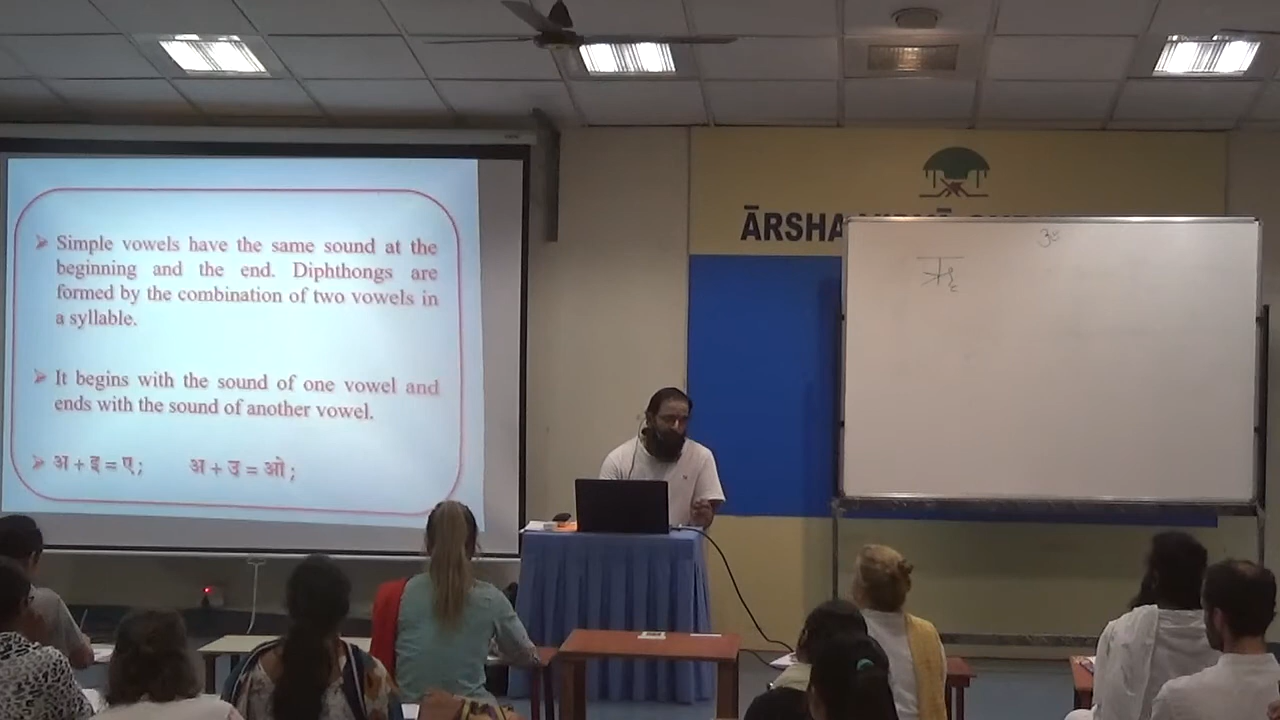 ➢ Simple vowels have the same sound at the
beginning and the end. Diphthongs are
formed by the combination of two vowels in
a syllable.
➢ It begins with the sound of one vowel and
ends with the sound of another vowel.
➢ अ + इ = ए ; अ + उ = ओ ;
ĀRSHA
ॠ